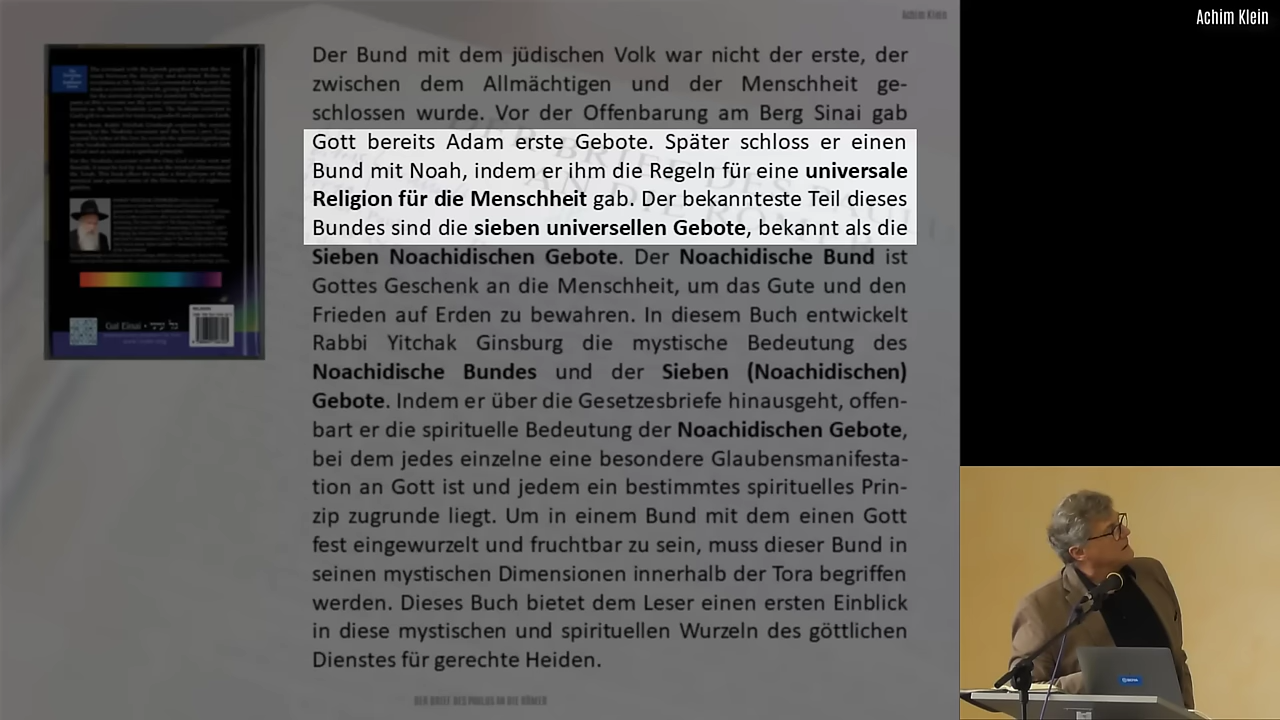 Achim Klein
Achim Klein
Der Bund mit dem jüdischen Volk war nicht der erste, der
zwischen dem Allmächtigen und der Menschheit ge-
schlossen wurde. Vor der Offenbarung am Berg Sinai gab
Gott bereits Adam erste Gebote. Später schloss er einen
Bund mit Noah, indem er ihm die Regeln für eine universale
Religion für die Menschheit gab. Der bekannteste Teil dieses
Bundes sind die sieben universellen Gebote, bekannt als die
Sieben Noachidischen Gebote. Der Noachidische Bund ist
Gottes Geschenk an die Menschheit, um das Gute und den
Frieden auf Erden zu bewahren. In diesem Buch entwickelt
Rabbi Yitchak Ginsburg die mystische Bedeutung des
Noachidische Bundes und der Sieben (Noachidischen)
Gebote. Indem er über die Gesetzesbriefe hinausgeht, offen-
bart er die spirituelle Bedeutung der Noachidischen Gebote,
bei dem jedes einzelne eine besondere Glaubensmanifesta-
tion an Gott ist und jedem ein bestimmtes spirituelles Prin-
zip zugrunde liegt. Um in einem Bund mit dem einen Gott
fest eingewurzelt und fruchtbar zu sein, muss dieser Bund in
seinen mystischen Dimensionen innerhalb der Tora begriffen
werden. Dieses Buch bietet dem Leser einen ersten Einblick
in diese mystischen und spirituellen Wurzeln des göttlichen
Dienstes für gerechte Heiden.
Gal Einai • גל עיני
DER BRIEF DES PAULUS AN DIE RÖMER